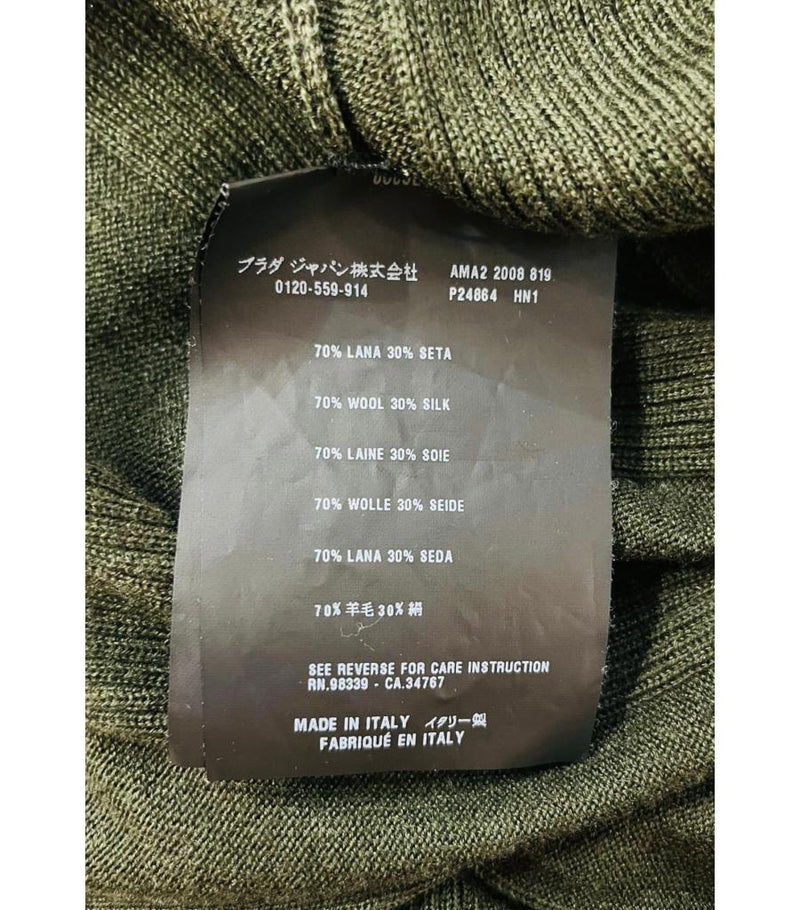 プラダ ジャパン株式会社 AMA2 2008 819
0120-559-914 P24864 HN1
70% LANA 30% SETA
70% WOOL 30% SILK
70% LAINE 30% SOIE
70% WOLLE 30% SEIDE
70% LANA 30% SEDA
70% 羊毛 30% 絹
SEE REVERSE FOR CARE INSTRUCTION
RN.98339 - CA.34767
MADE IN ITALY イタリー製
FABRIQUÉ EN ITALY